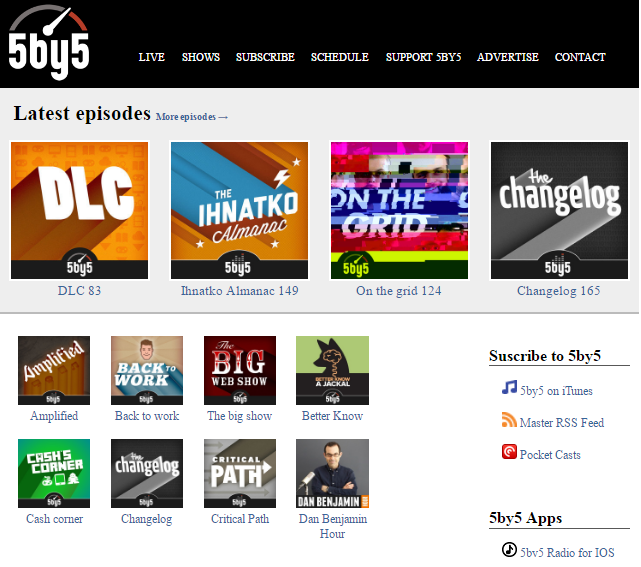 5by5
LIVE SHOWS SUBSCRIBE SCHEDULE SUPPORT 5BY5 ADVERTISE CONTACT
Latest episodes More episodes →
DLC
5by5
THE
IHNATKO
Almanac
5by5
ON THE
GRID
5by5
the
changelog
5by5
DLC 83
Ihnatko Almanac 149
On the grid 124
Changelog 165
Amplified
5by5
BACK TO
WORK
5by5
The
BIG
WEB SHOW
5by5
BETTER KNOW
A JACKAL
5by5
Amplified
Back to work
The big show
Better Know
CASH'S
CORNER
5by5
the
changelog
5by5
CRITICAL
PATH
5by5
DAN BENJAMIN
HOUR
Cash corner
Changelog
Critical Path
Dan Benjamin
Hour
Suscribe to 5by5
5by5 on iTunes
Master RSS Feed
Pocket Casts
5by5 Apps
5by5 Radio for IOS